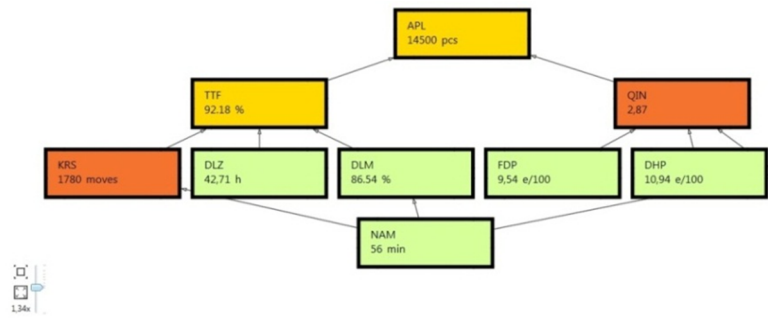 APL
14500 pcs
TTF
92.18 %
QIN
2,87
KRS
1780 moves
DLZ
42,71 h
DLM
86.54 %
FDP
9,54 e/100
DHP
10,94 e/100
NAM
56 min
1,34x